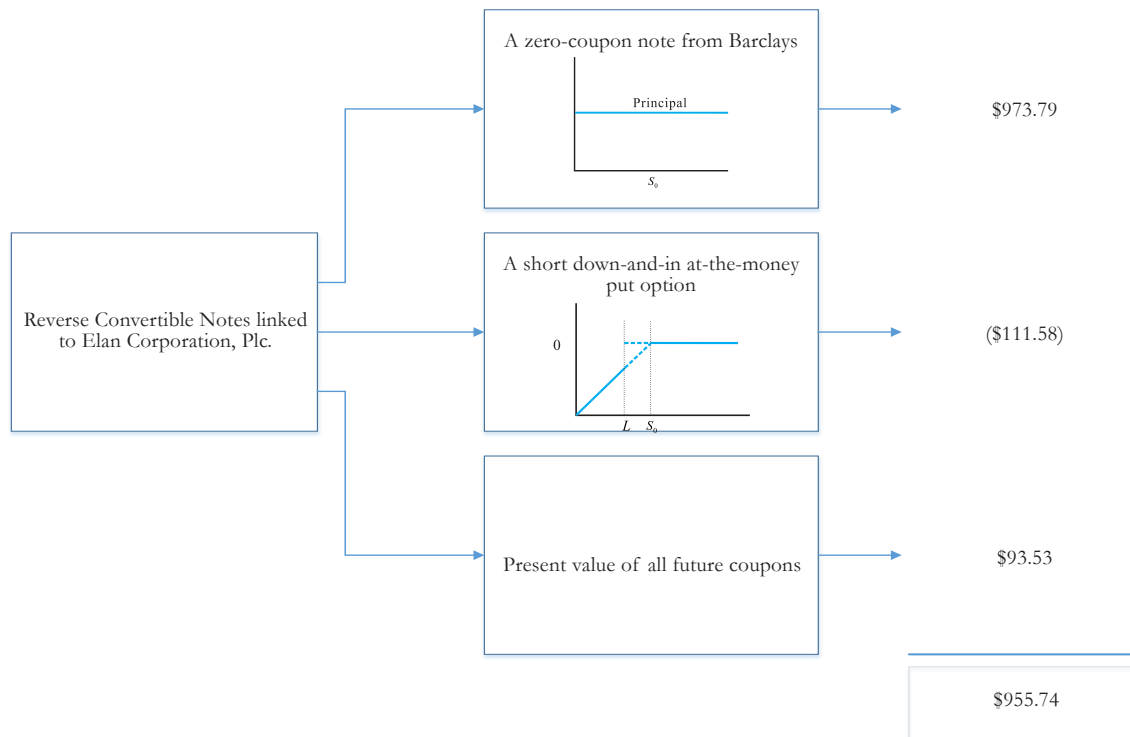 A zero-coupon note from Barclays
Principal
S₀
$973.79
Reverse Convertible Notes linked
to Elan Corporation, Plc.
A short down-and-in at-the-money
put option
0
L S₀
($111.58)
Present value of all future coupons
$93.53
$955.74